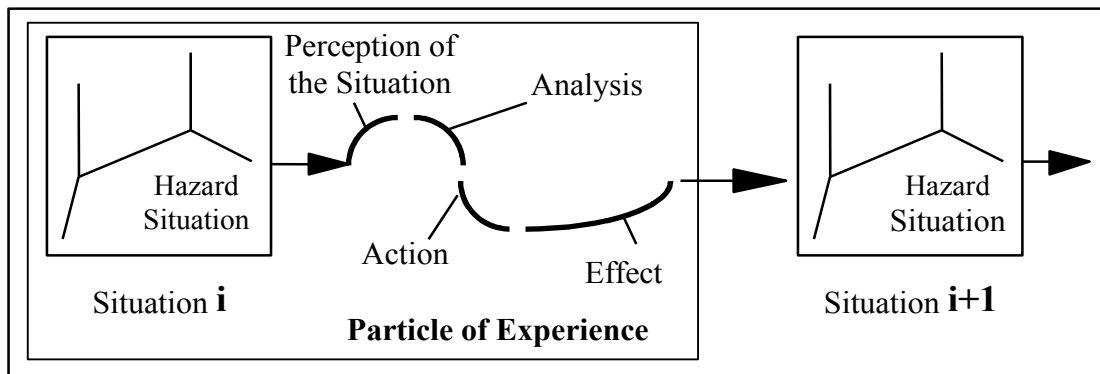 Perception of
the Situation
Analysis
Hazard
Situation
Action
Effect
Situation i
Particle of Experience
Hazard
Situation
Situation i+1